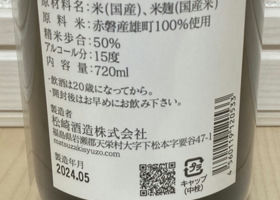 原材料名：米(国産)、米麹(国産米)
原料米：赤磐産雄町100%使用
精米歩合：50%
アルコール分：15度
内容量：720ml
・飲酒は20歳になってから。
・開封後はお早めにお飲み下さい。
製造者
松崎酒造株式会社
福島県岩瀬郡天栄村大字下松本字要谷47-1
matsuzakisyuzo.com
製造年月
2024.05
キャップ
(中栓)
4560119120533